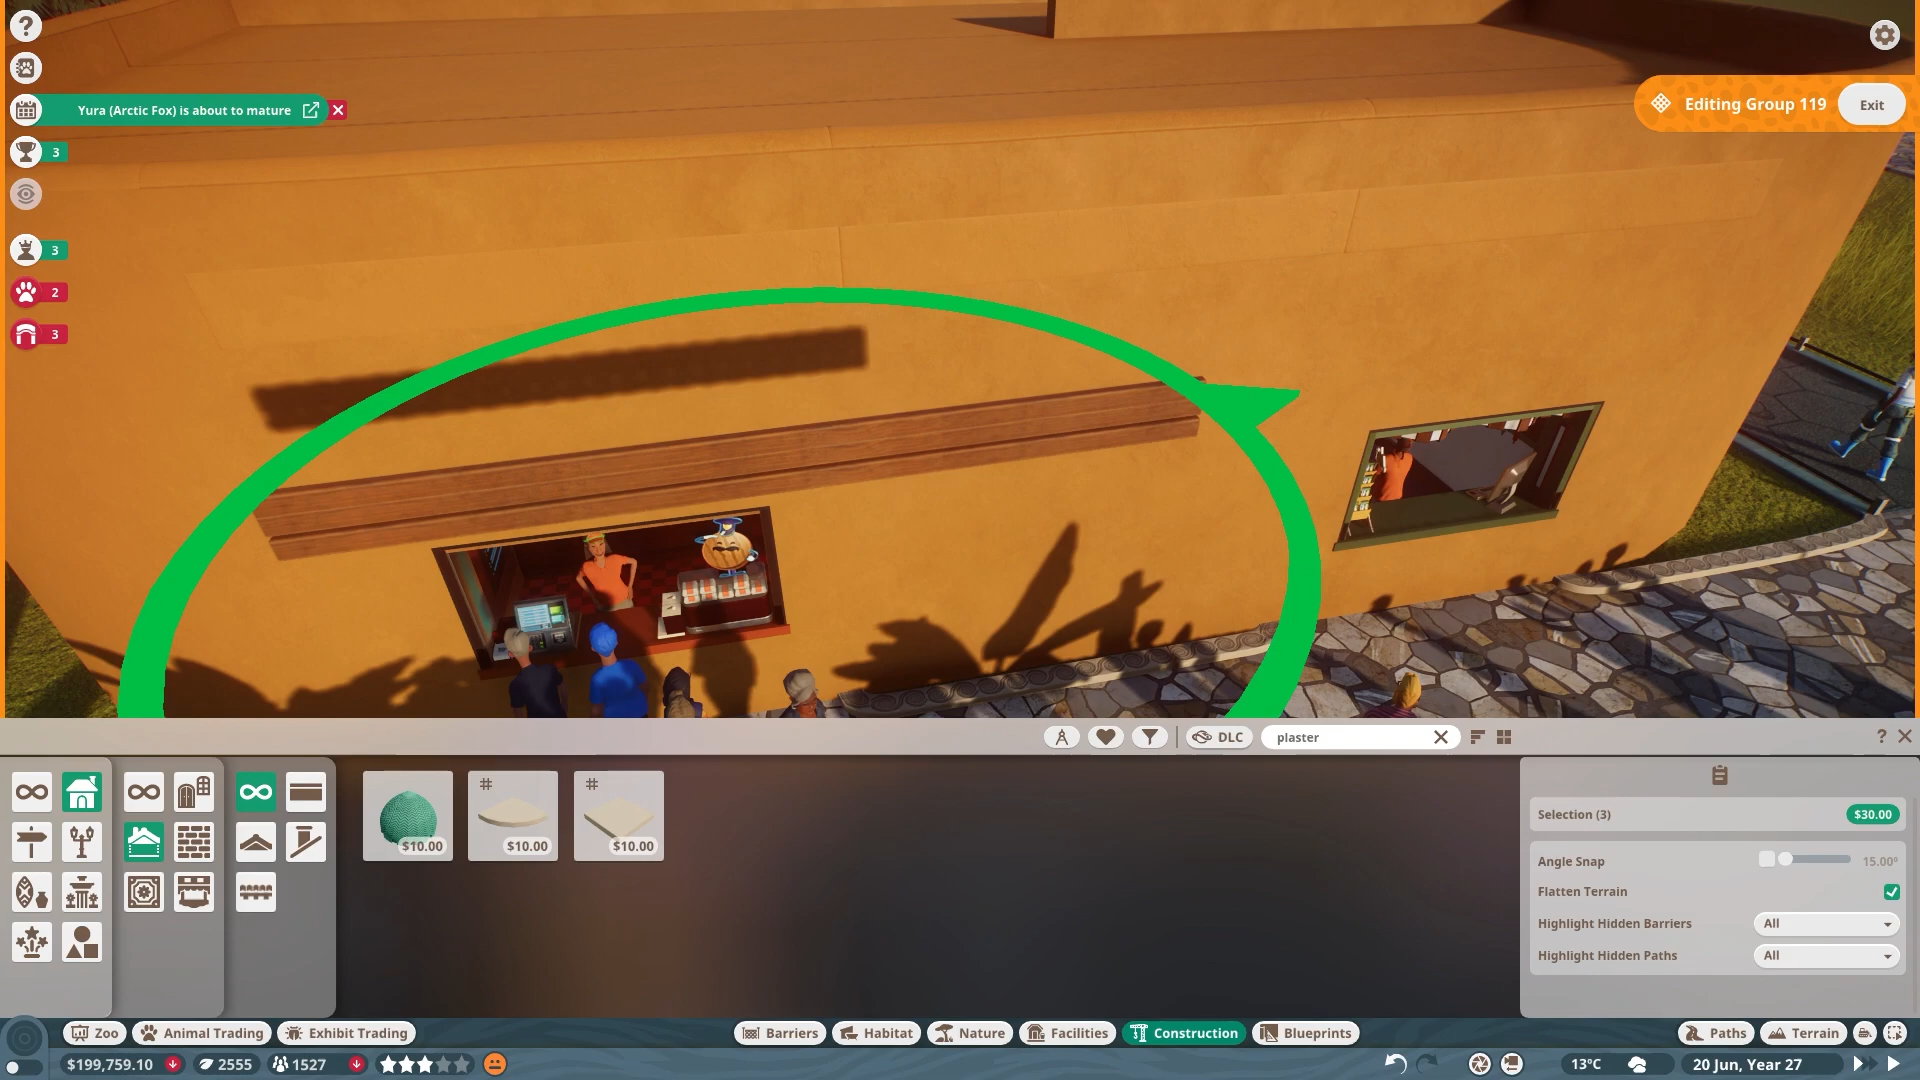 ?
Yura (Arctic Fox) is about to mature
Editing Group 119
Exit
3
3
2
3
DLC
plaster
?
$10.00
$10.00
$10.00
Selection (3)
$30.00
Angle Snap
15.00°
Flatten Terrain
Highlight Hidden Barriers
All
Highlight Hidden Paths
All
Zoo
Animal Trading
Exhibit Trading
Barriers
Habitat
Nature
Facilities
Construction
Blueprints
Paths
Terrain
$199,759.10
2555
1527
13°C
20 Jun, Year 27